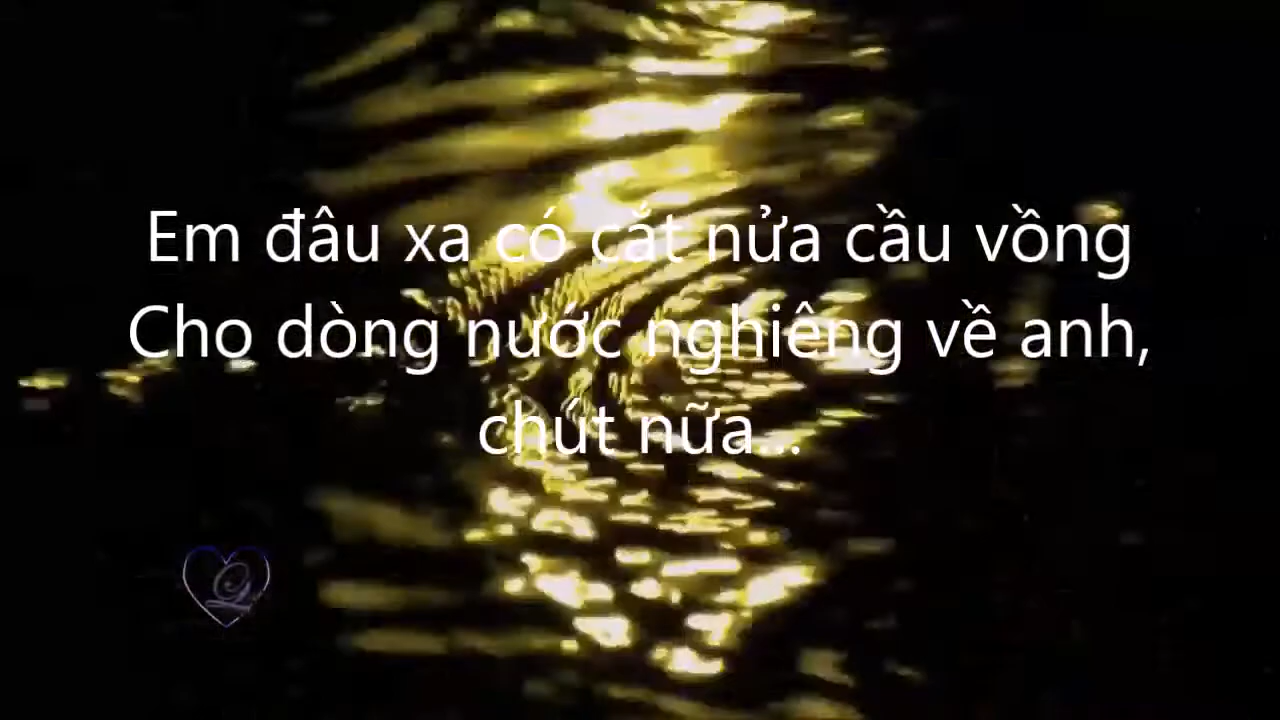 Em đâu xa có cắt nửa cầu vồng
Cho dòng nước nghiêng về anh,
chút nữa...
Q